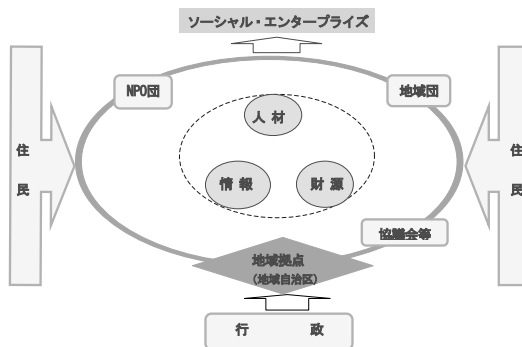 ソーシャル・エンタープライズ
NPO団
地域団
人 材
住
民
情 報
財 源
住
民
協議会等
地域拠点
(地域自治区)
行 政